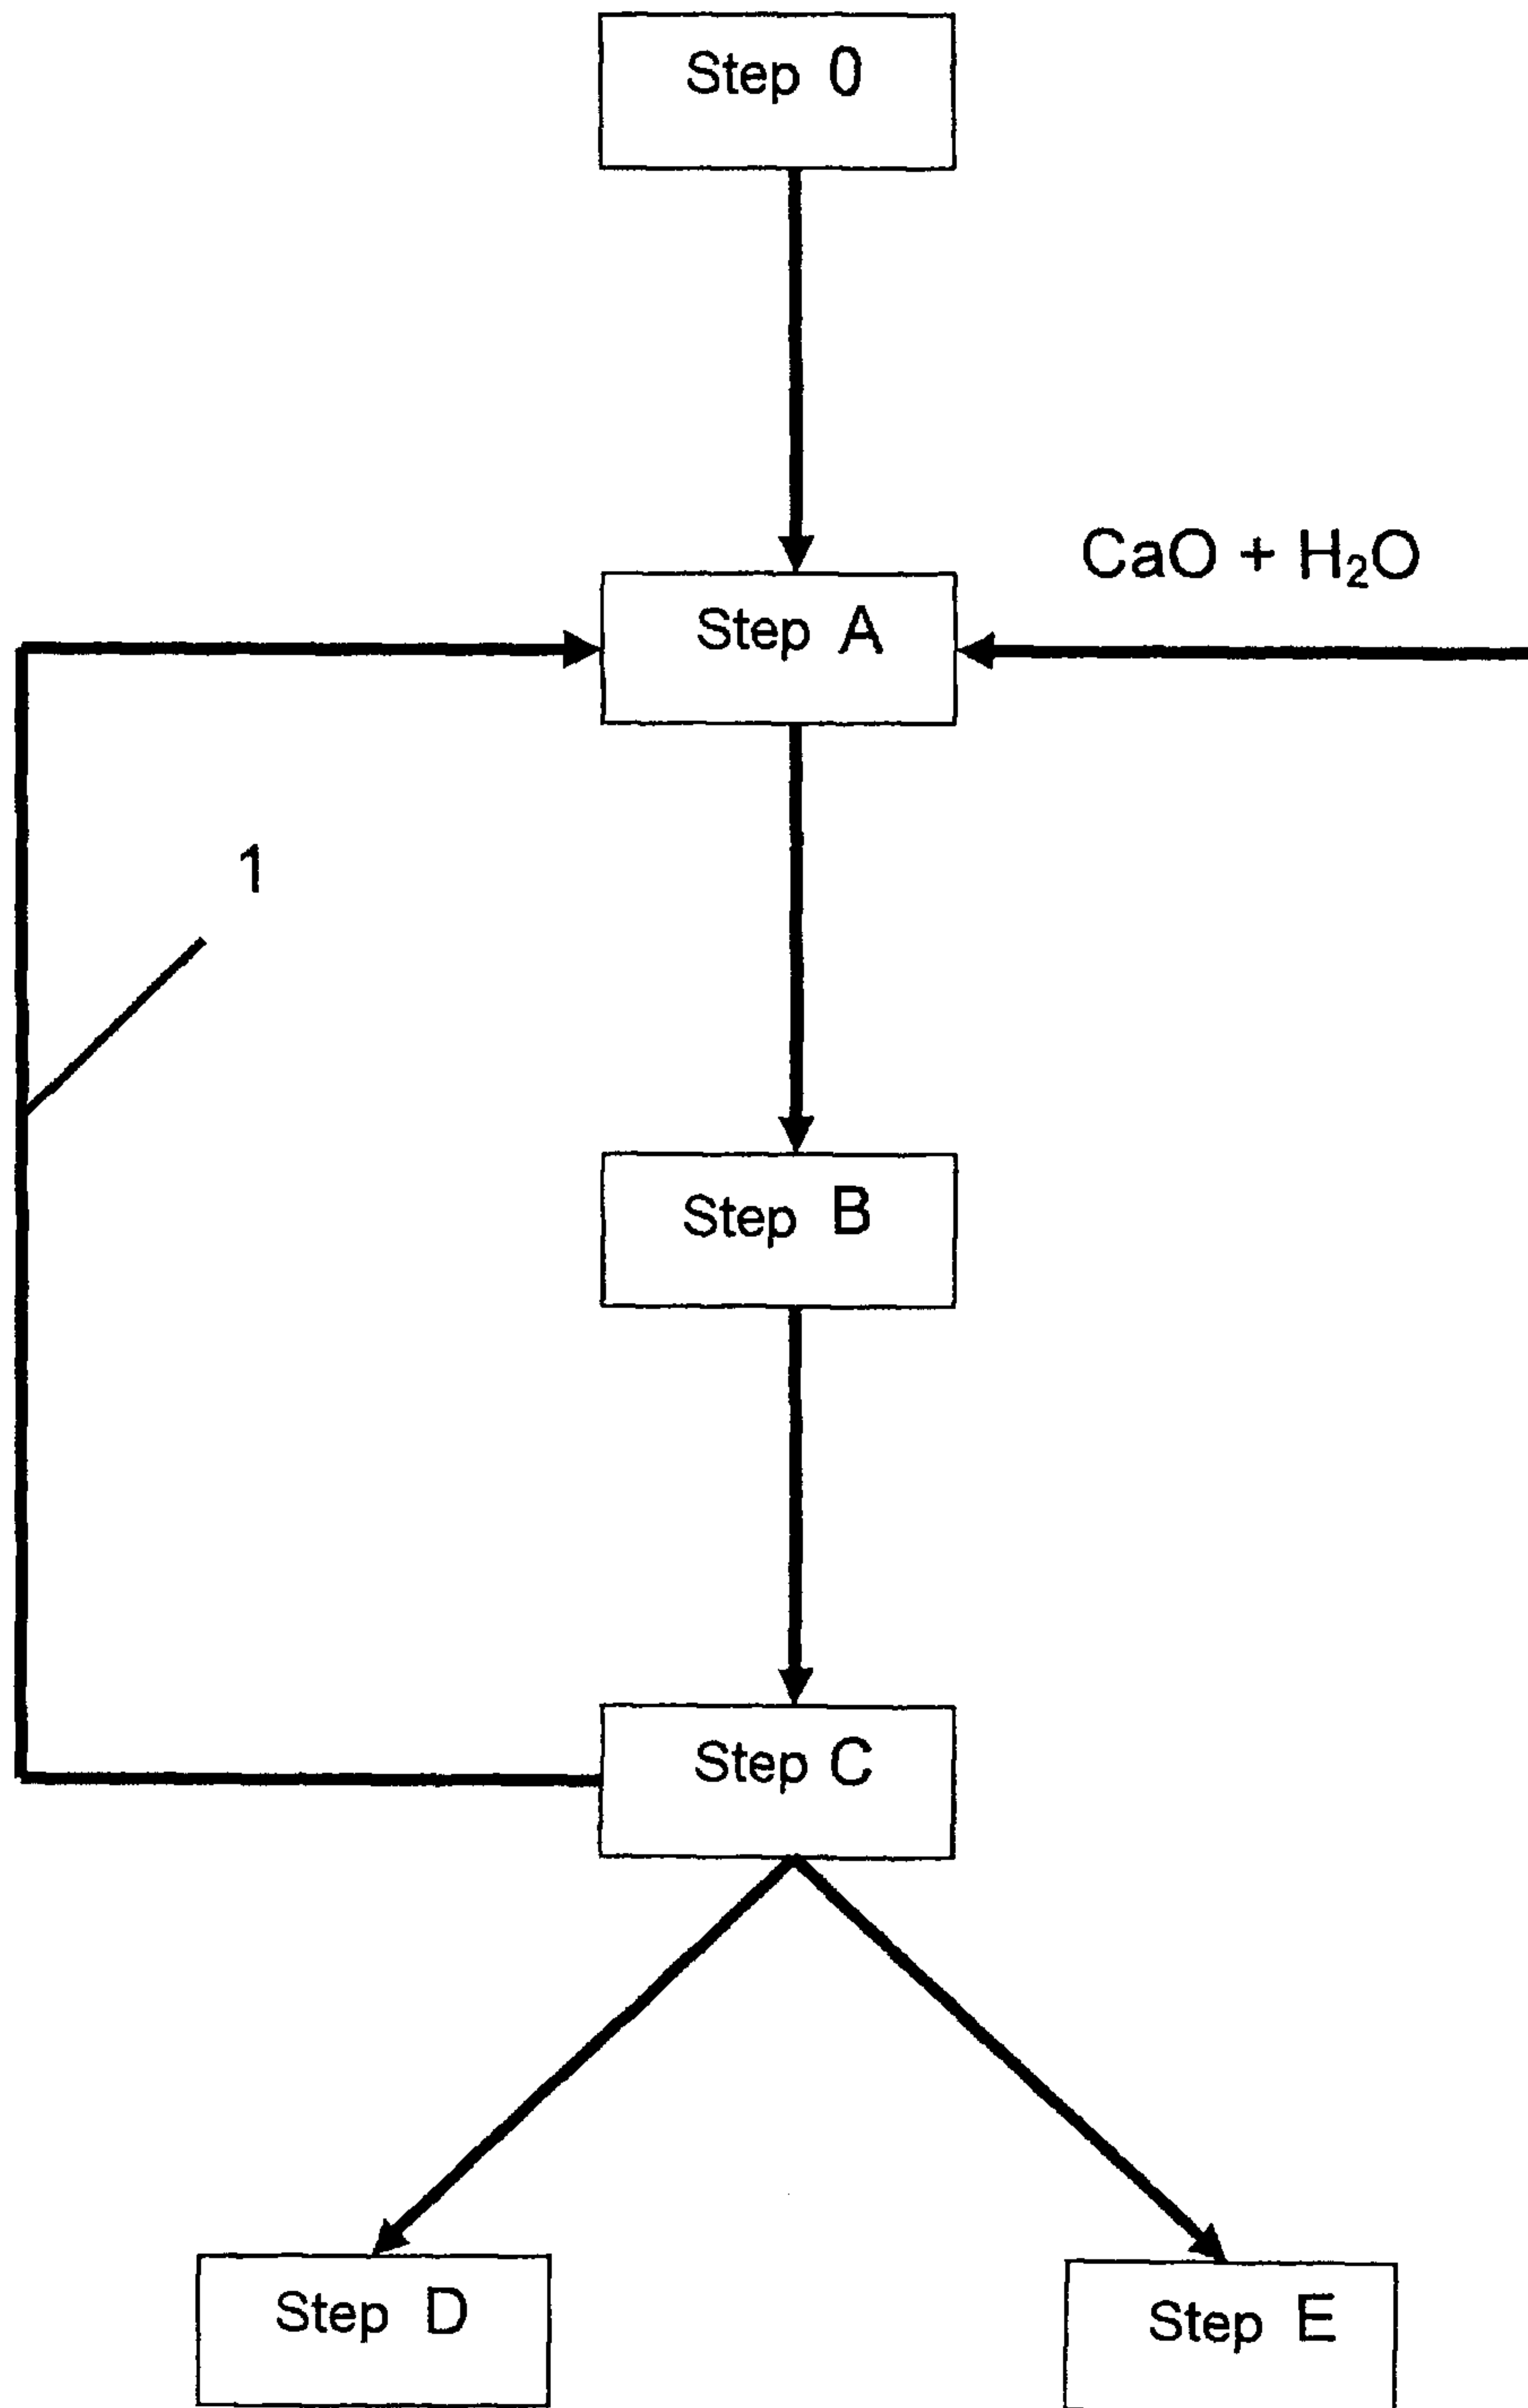 Step 0
CaO + H₂O
Step A
1
Step B
Step C
Step D
Step E